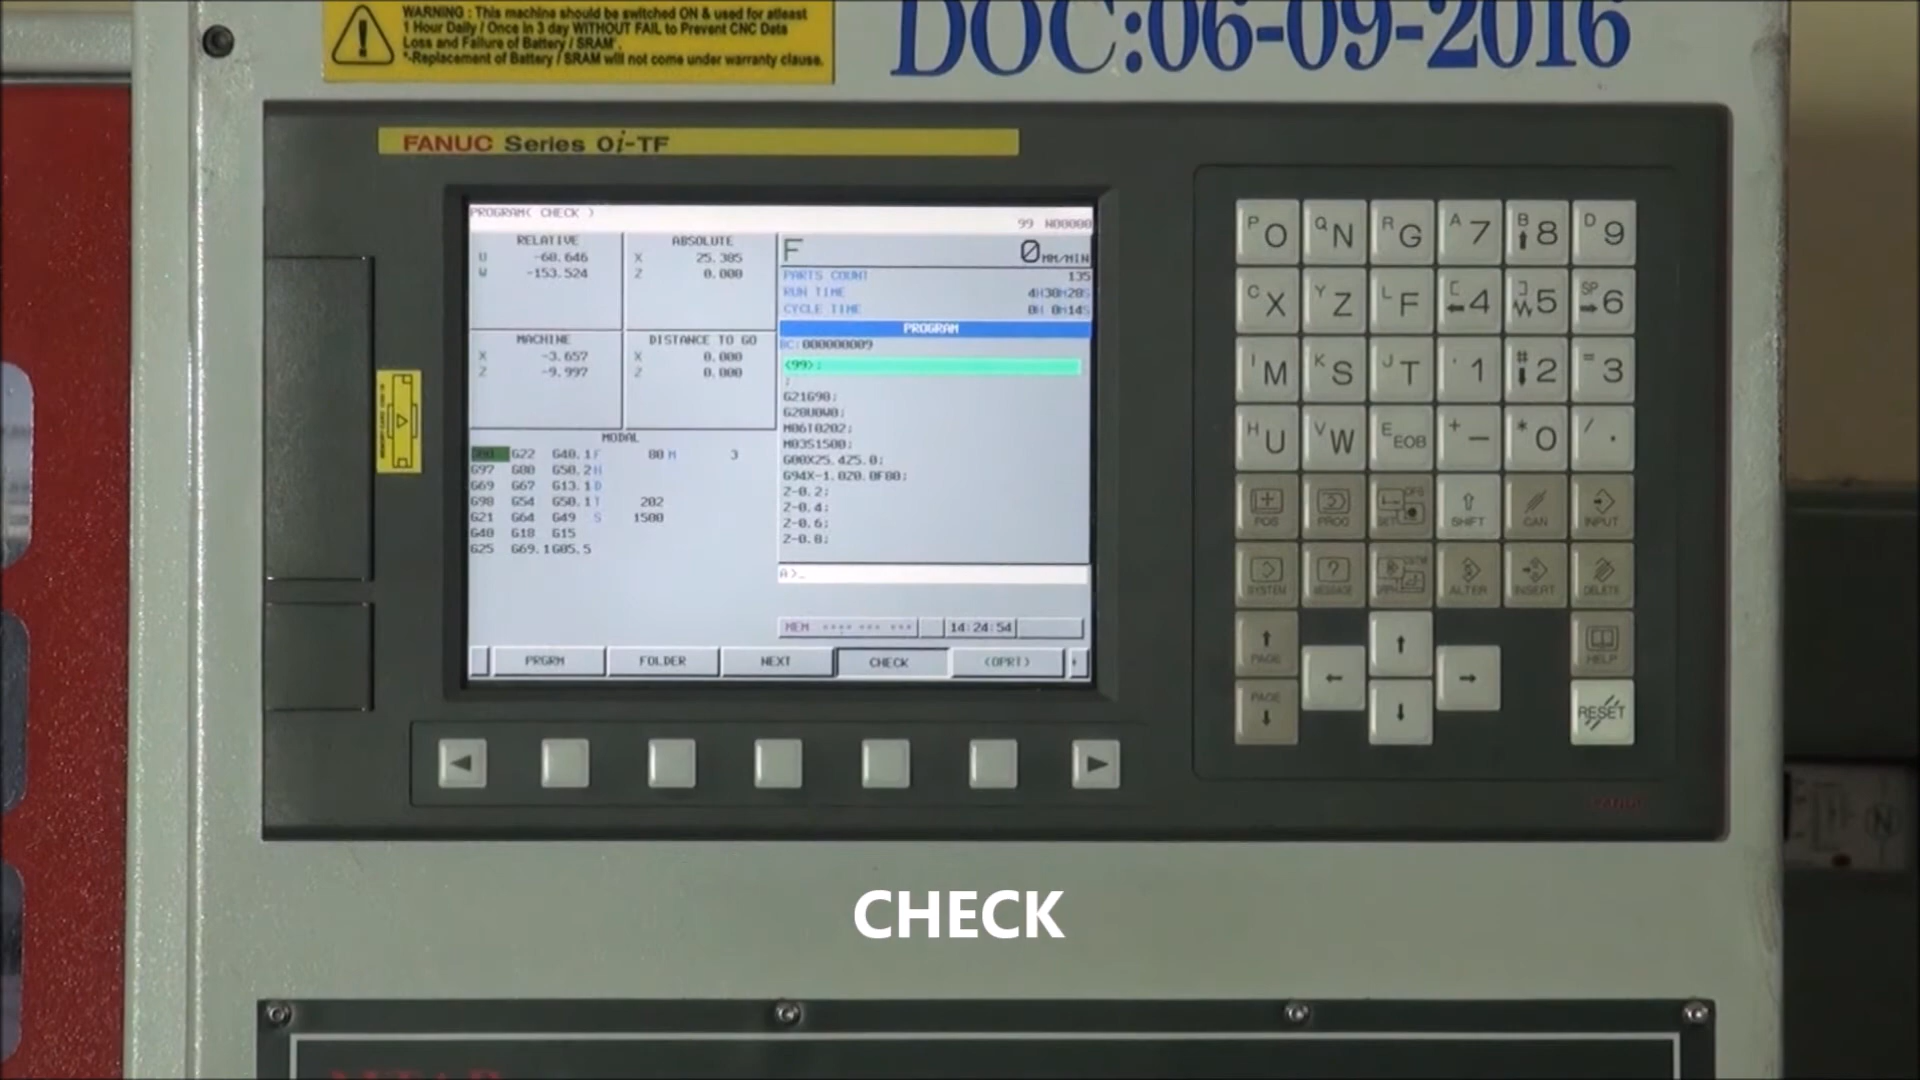 WARNING : This machine should be switched ON & used for atleast
1 Hour Daily / Once in 3 day WITHOUT FAIL to Prevent CNC Data
Loss and Failure of Battery / SRAM'.
*-Replacement of Battery / SRAM will not come under warranty clause.
DOC:06-09-2016
FANUC Series 0i-TF
PROGRAM( CHECK )
99 N00000
RELATIVE
U -60.646
W -153.524
ABSOLUTE
X 25.385
Z 0.000
F 0 MM/MIN
PARTS COUNT 135
RUN TIME 4H30M28S
CYCLE TIME 0H 0M14S
MACHINE
X -3.657
Z -9.997
DISTANCE TO GO
X 0.000
Z 0.000
PROGRAM
<99>;
;
G21G98;
G28U0W0;
M06T0202;
M03S1500;
G00X25.4Z5.0;
G94X-1.0Z0.0F80;
Z-0.2;
Z-0.4;
Z-0.6;
Z-0.8;
MODAL
G22 G40.1 F 80 M 3
G97 G80 G50.2 H
G69 G67 G13.1 D
G98 G54 G50.1 T 202
G21 G64 G49 S 1500
G40 G18 G15
G25 G69.1 G05.5
A>_
MEM **** *** *** 14:24:54
PRGRM FOLDER NEXT CHECK (OPRT)
P O Q N R G A 7 B 8 D 9
C X Y Z L F [ 4 ] 5 SP 6
I M K S J T ' 1 # 2 = 3
H U V W E EOB + - * 0 / .
POS PROG OFS SET SHIFT CAN INPUT
SYSTEM MESSAGE CSTM GRPH ALTER INSERT DELETE
PAGE HELP
PAGE RESET
FANUC
CHECK